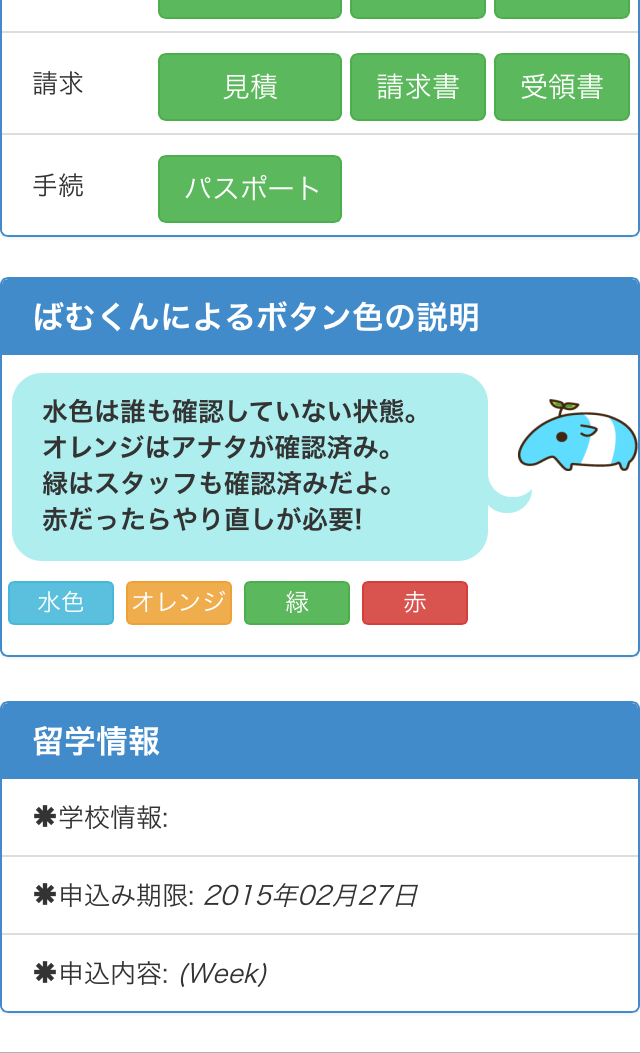 請求 見積 請求書 受領書
手続 パスポート
ばむくんによるボタン色の説明
水色は誰も確認していない状態。
オレンジはアナタが確認済み。
緑はスタッフも確認済みだよ。
赤だったらやり直しが必要!
水色 オレンジ 緑 赤
留学情報
✱学校情報:
✱申込み期限: 2015年02月27日
✱申込内容: (Week)